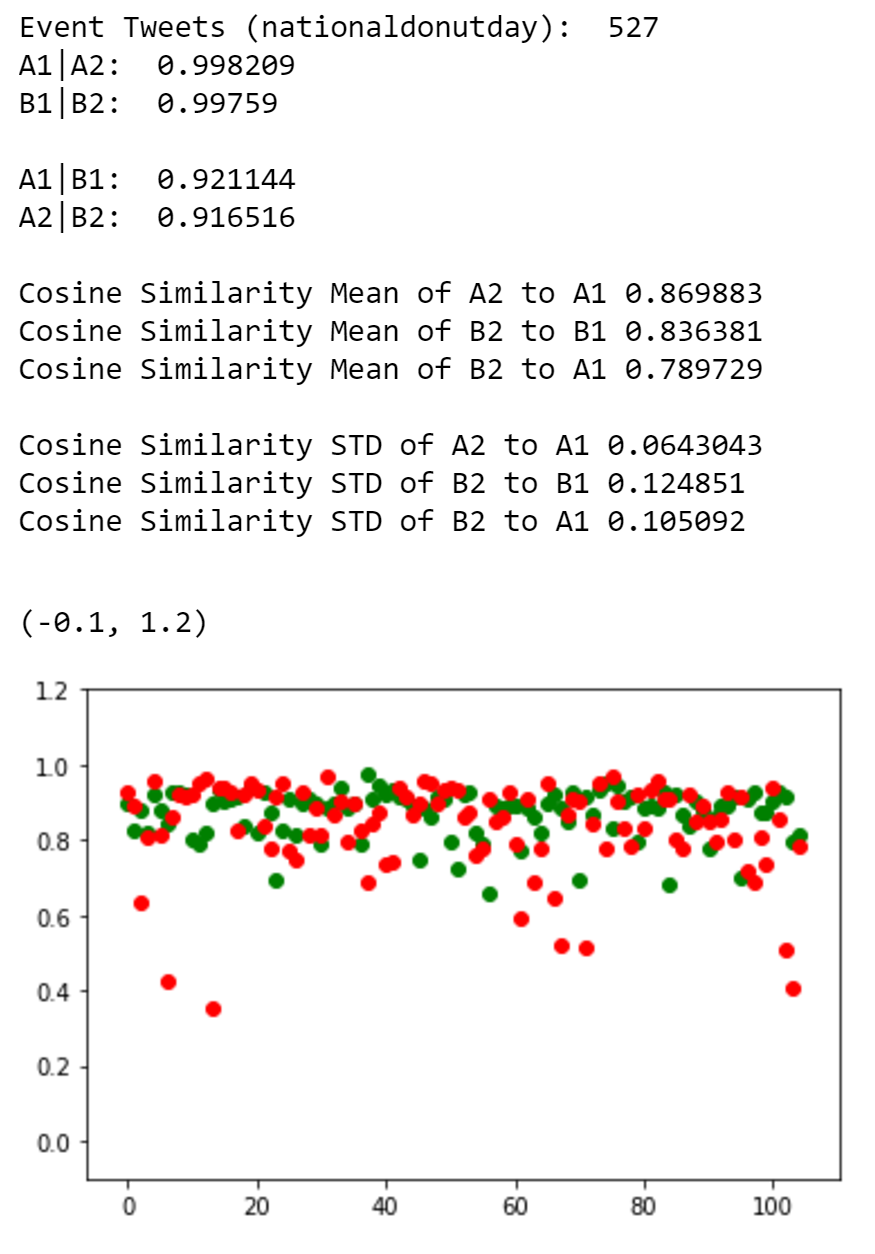 Event Tweets (nationaldonutday):  527
A1|A2:  0.998209
B1|B2:  0.99759
A1|B1:  0.921144
A2|B2:  0.916516
Cosine Similarity Mean of A2 to A1 0.869883
Cosine Similarity Mean of B2 to B1 0.836381
Cosine Similarity Mean of B2 to A1 0.789729
Cosine Similarity STD of A2 to A1 0.0643043
Cosine Similarity STD of B2 to B1 0.124851
Cosine Similarity STD of B2 to A1 0.105092
(-0.1, 1.2)
1.2
1.0
0.8
0.6
0.4
0.2
0.0
0 20 40 60 80 100